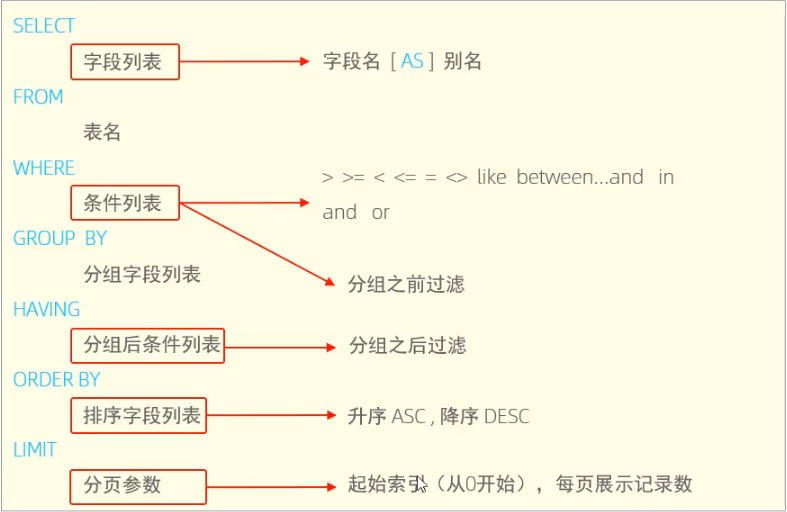 SELECT
字段列表 字段名 [ AS ] 别名
FROM
表名
WHERE
> >= < <= = <> like between...and in
条件列表 and or
GROUP BY
分组字段列表 分组之前过滤
HAVING
分组后条件列表 分组之后过滤
ORDER BY
排序字段列表 升序 ASC , 降序 DESC
LIMIT
分页参数 起始索引（从0开始），每页展示记录数